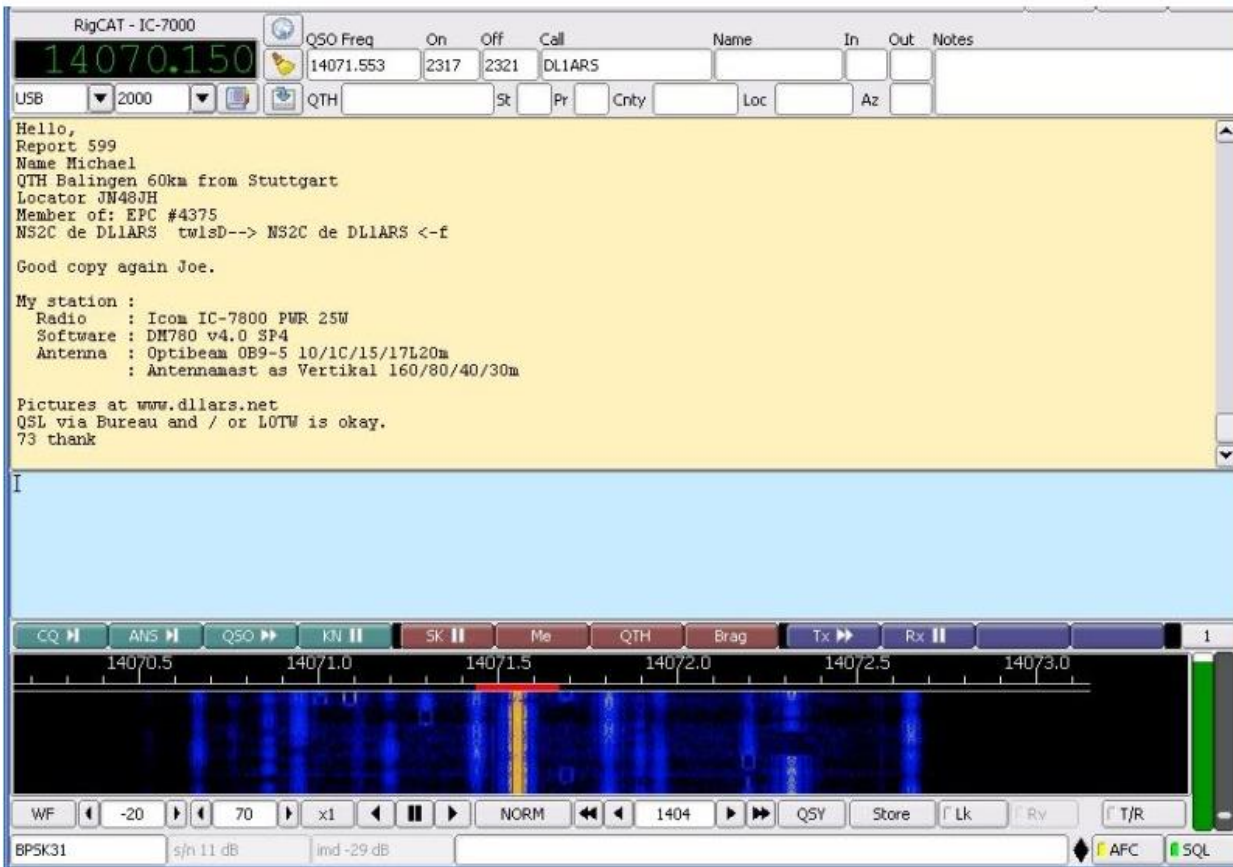 RigCAT - IC-7000
14070.150
QSO Freq On Off Call Name In Out Notes
14071.553 2317 2321 DL1ARS
USB 2000 QTH St Pr Cnty Loc Az
Hello,
Report 599
Name Michael
QTH Balingen 60km from Stuttgart
Locator JN48JH
Member of: EPC #4375
NS2C de DL1ARS twlsD--> NS2C de DL1ARS <-f
Good copy again Joe.
My station :
Radio : Icom IC-7800 PWR 25W
Software : DM780 v4.0 SP4
Antenna : Optibeam OB9-5 10/1C/15/17L20m
: Antennamast as Vertikal 160/80/40/30m
Pictures at www.dl1ars.net
QSL via Bureau and / or LOTW is okay.
73 thank
CQ ANS QSO KN SK Me QTH Brag Tx Rx 1
14070.5 14071.0 14071.5 14072.0 14072.5 14073.0
WF -20 70 x1 NORM 1404 QSY Store Lk Rv T/R
BPSK31 s/n 11 dB imd -29 dB AFC SQL